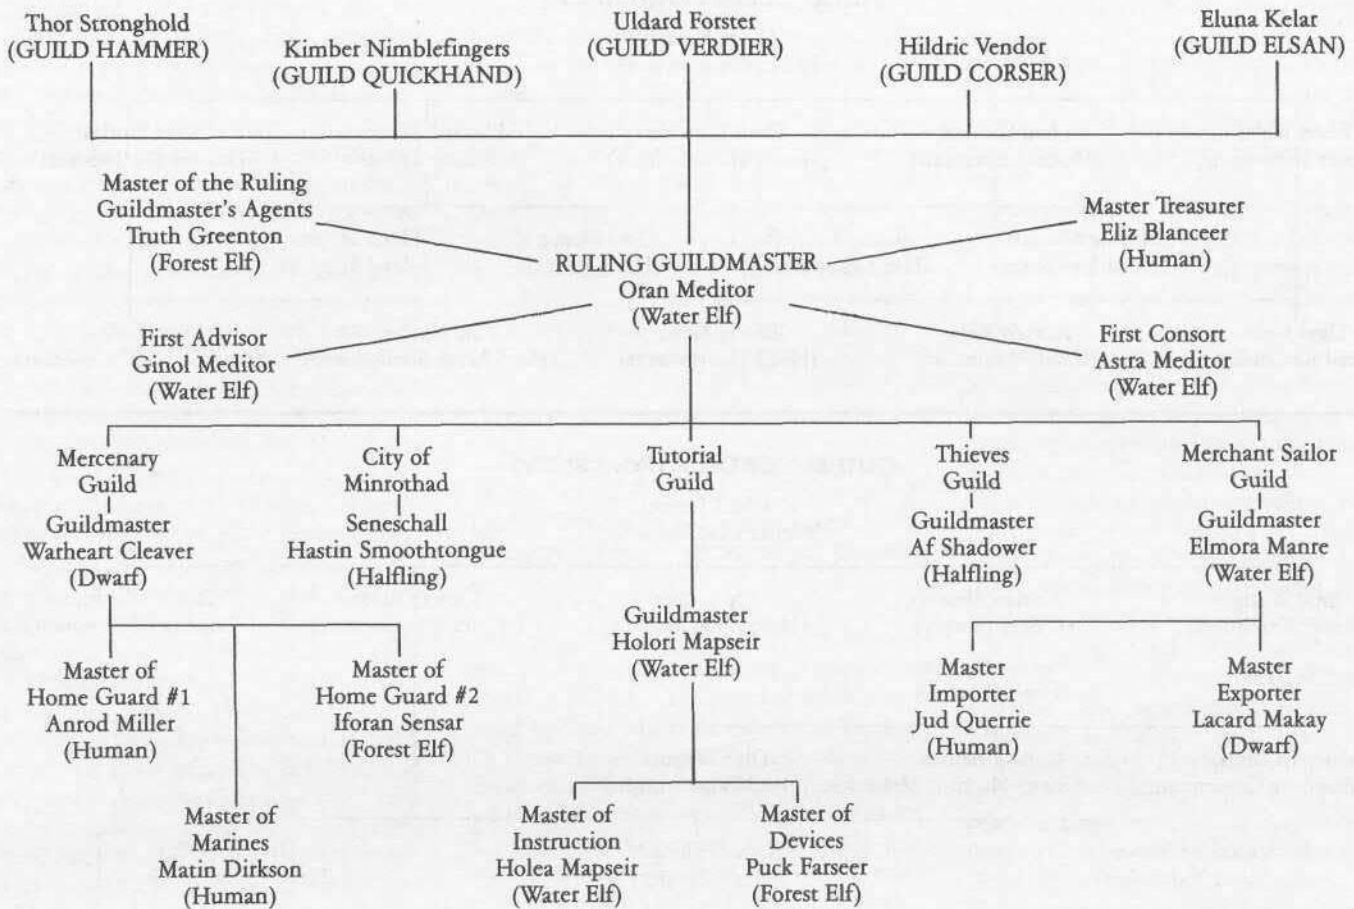 Thor Stronghold
(GUILD HAMMER)
Kimber Nimblefingers
(GUILD QUICKHAND)
Uldard Forster
(GUILD VERDIER)
Hildric Vendor
(GUILD CORSER)
Eluna Kelar
(GUILD ELSAN)
Master of the Ruling
Guildmaster's Agents
Truth Greenton
(Forest Elf)
Master Treasurer
Eliz Blanceer
(Human)
RULING GUILDMASTER
Oran Meditor
(Water Elf)
First Advisor
Ginol Meditor
(Water Elf)
First Consort
Astra Meditor
(Water Elf)
Mercenary
Guild
Guildmaster
Warheart Cleaver
(Dwarf)
City of
Minrothad
Seneschall
Hastin Smoothtongue
(Halfling)
Tutorial
Guild
Guildmaster
Holori Mapseir
(Water Elf)
Thieves
Guild
Guildmaster
Af Shadower
(Halfling)
Merchant Sailor
Guild
Guildmaster
Elmora Manre
(Water Elf)
Master of
Home Guard #1
Anrod Miller
(Human)
Master of
Home Guard #2
Iforan Sensar
(Forest Elf)
Master
Importer
Jud Querrie
(Human)
Master
Exporter
Lacard Makay
(Dwarf)
Master of
Marines
Matin Dirkson
(Human)
Master of
Instruction
Holea Mapseir
(Water Elf)
Master of
Devices
Puck Farseer
(Forest Elf)